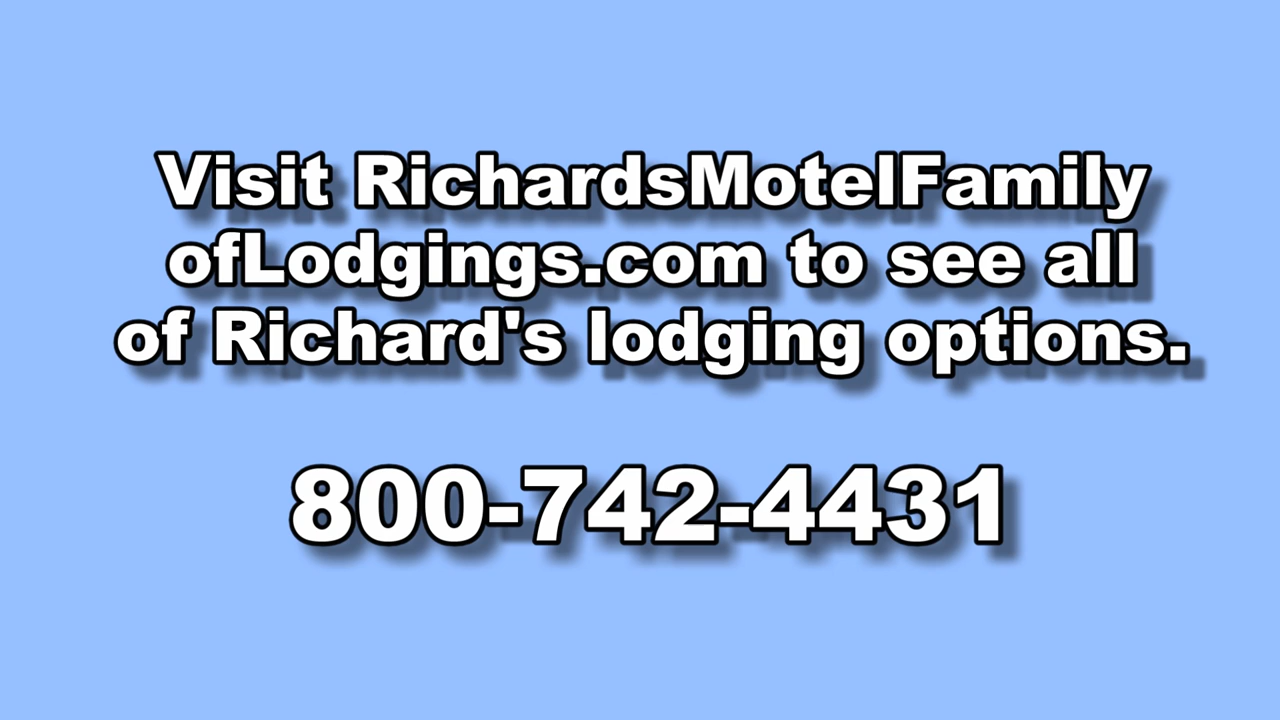 Visit RichardsMotelFamily
ofLodgings.com to see all
of Richard's lodging options.
800-742-4431